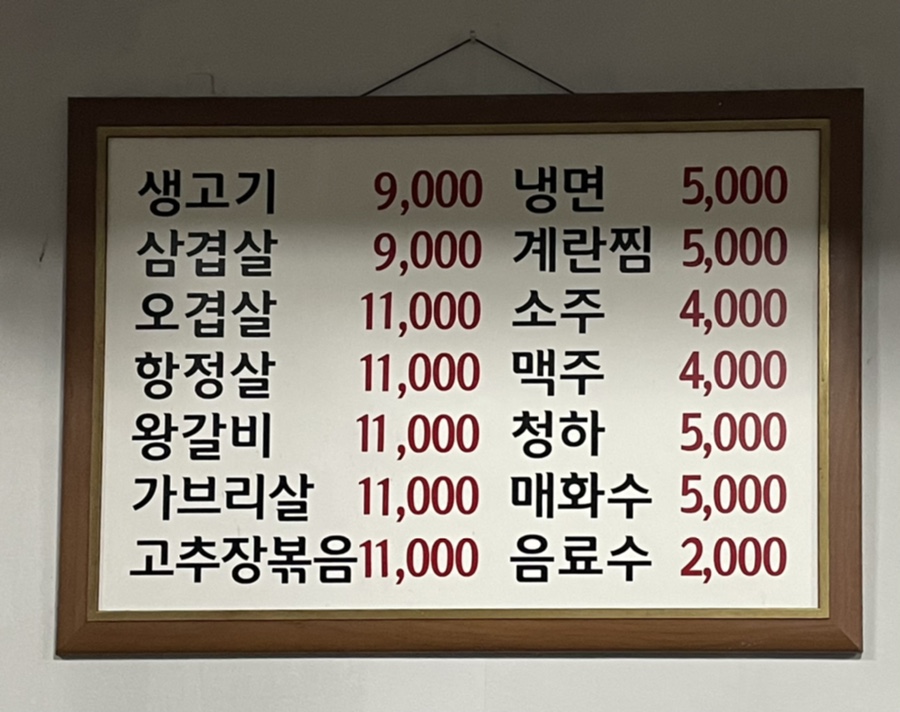 생고기 9,000 냉면 5,000
삼겹살 9,000 계란찜 5,000
오겹살 11,000 소주 4,000
항정살 11,000 맥주 4,000
왕갈비 11,000 청하 5,000
가브리살 11,000 매화수 5,000
고추장볶음 11,000 음료수 2,000